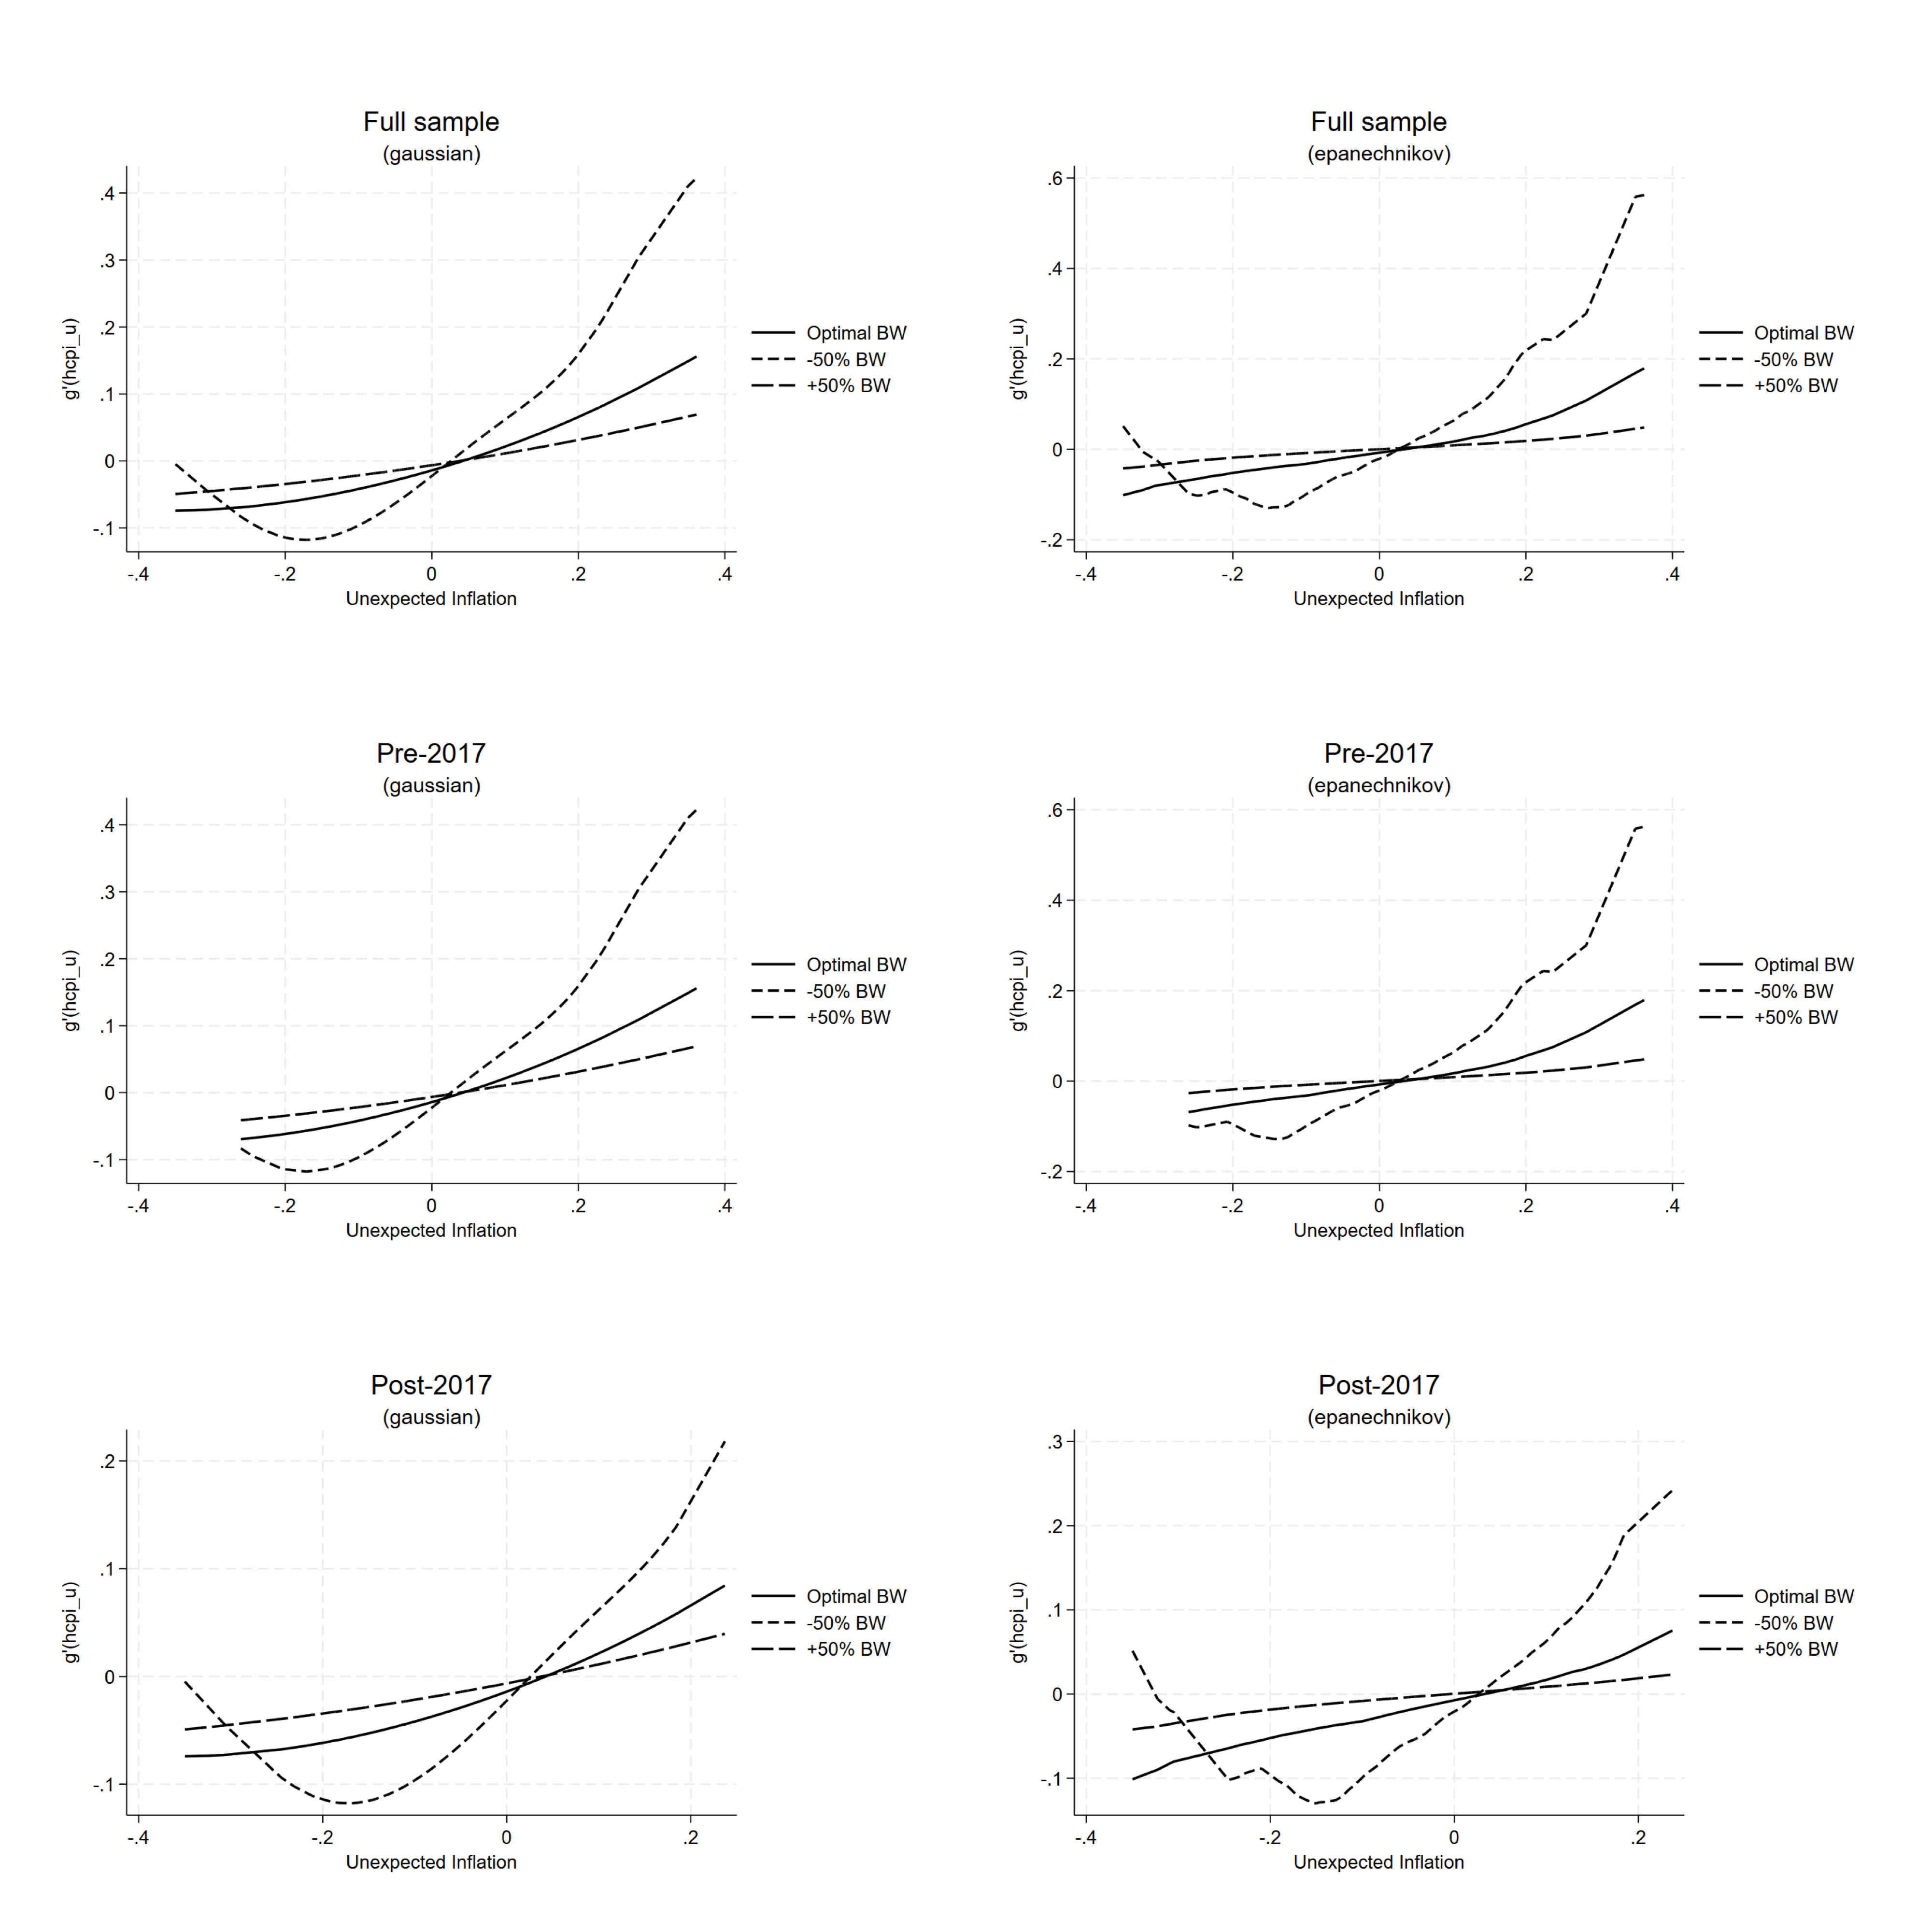 Full sample
(gaussian)
g'(hcpi_u)
.4
.3
.2
.1
0
-.1
-.4
-.2
0
.2
.4
Unexpected Inflation
Optimal BW
-50% BW
+50% BW
Full sample
(epanechnikov)
g'(hcpi_u)
.6
.4
.2
0
-.2
-.4
-.2
0
.2
.4
Unexpected Inflation
Optimal BW
-50% BW
+50% BW
Pre-2017
(gaussian)
g'(hcpi_u)
.4
.3
.2
.1
0
-.1
-.4
-.2
0
.2
.4
Unexpected Inflation
Optimal BW
-50% BW
+50% BW
Pre-2017
(epanechnikov)
g'(hcpi_u)
.6
.4
.2
0
-.2
-.4
-.2
0
.2
.4
Unexpected Inflation
Optimal BW
-50% BW
+50% BW
Post-2017
(gaussian)
g'(hcpi_u)
.2
.1
0
-.1
-.4
-.2
0
.2
Unexpected Inflation
Optimal BW
-50% BW
+50% BW
Post-2017
(epanechnikov)
g'(hcpi_u)
.3
.2
.1
0
-.1
-.4
-.2
0
.2
Unexpected Inflation
Optimal BW
-50% BW
+50% BW